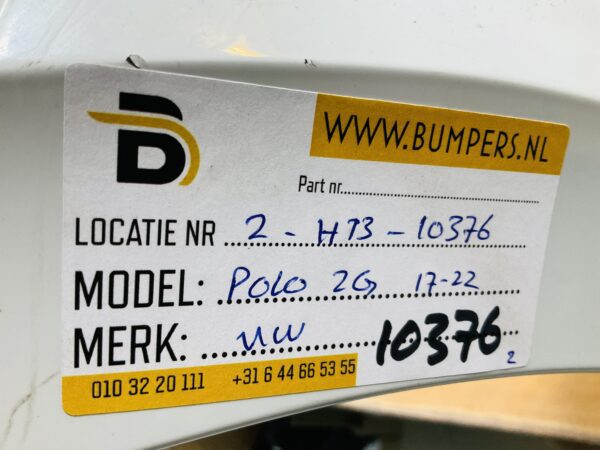 B
WWW.BUMPERS.NL
Part nr..........
LOCATIE NR 2 - HT3 - 10376
MODEL: POLO 2G 17-22
MERK: VW 10376 2
010 32 20 111 +31 6 44 66 53 55